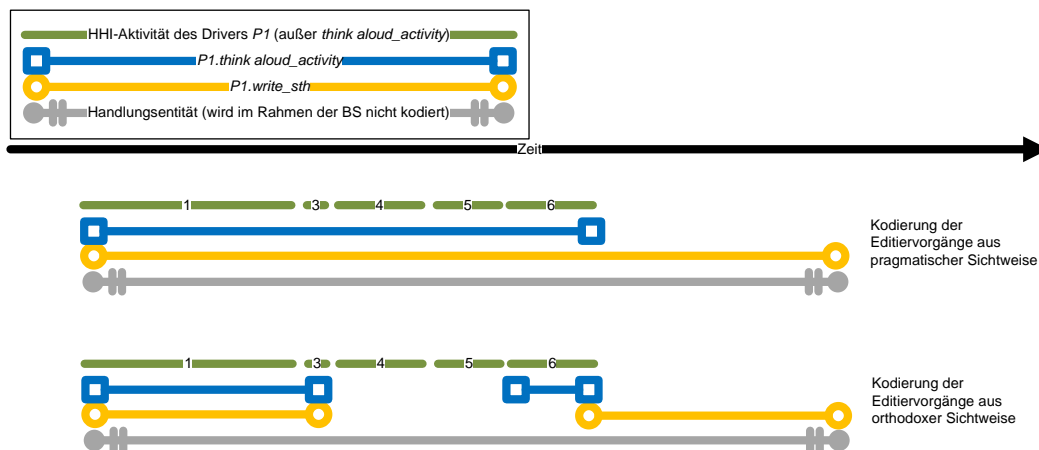 HHI-Aktivität des Drivers P1 (außer think aloud_activity)
P1.think aloud_activity
P1.write_sth
Handlungsentität (wird im Rahmen der BS nicht kodiert)
Zeit
1 3 4 5 6
Kodierung der
Editiervorgänge aus
pragmatischer Sichtweise
1 3 4 5 6
Kodierung der
Editiervorgänge aus
orthodoxer Sichtweise